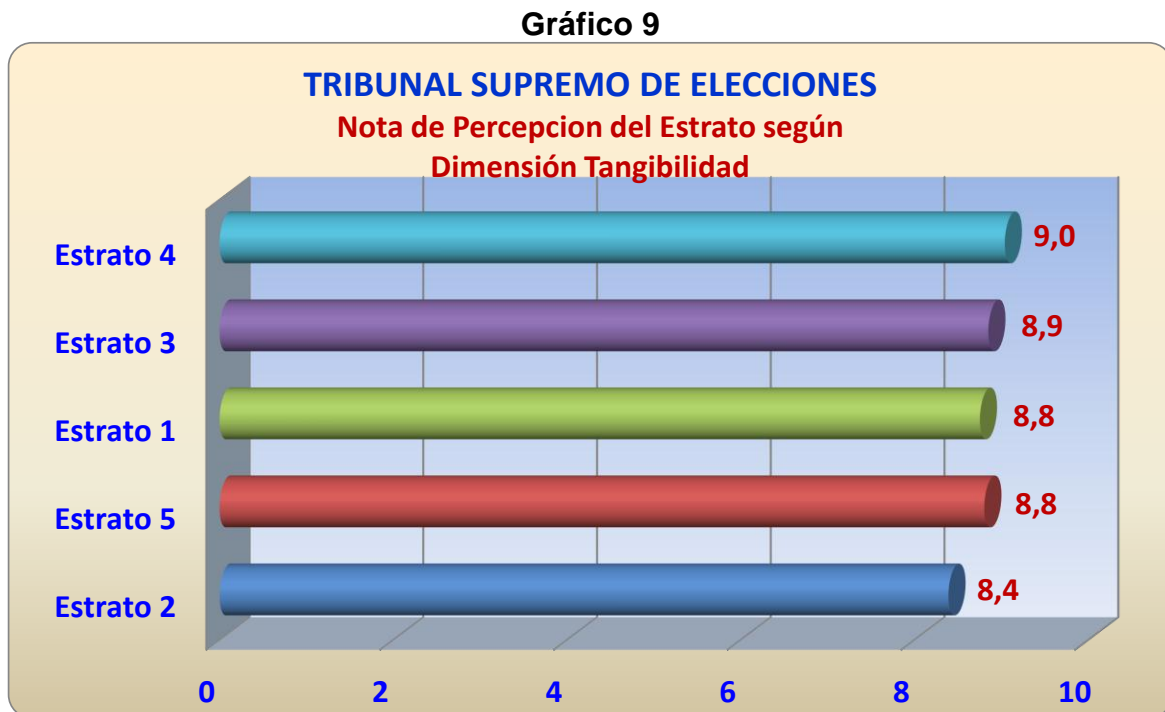 Gráfico 9
TRIBUNAL SUPREMO DE ELECCIONES
Nota de Percepcion del Estrato según
Dimensión Tangibilidad
Estrato 4 9,0
Estrato 3 8,9
Estrato 1 8,8
Estrato 5 8,8
Estrato 2 8,4
0 2 4 6 8 10